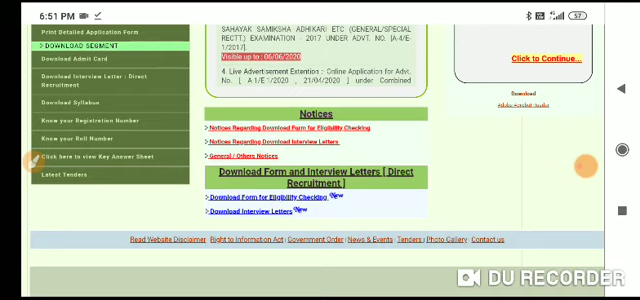 6:51 PM
57
Print Detailed Application Form
> DOWNLOAD SEGMENT
Download Admit Card
Download Interview Letter : Direct
Recruitment
Download Syllabus
Know your Registration Number
Know your Roll Number
Click here to view Key Answer Sheet
Latest Tenders
SAHAYAK SAMIKSHA ADHIKARI ETC (GENERAL/SPECIAL
RECTT.) EXAMINATION - 2017 UNDER ADVT. NO. [A-4/E-
1/2017].
Visible up to : 06/06/2020
4. Live Advertisement Extention : Online Application for Advt.
No. [ A-1/E-1/2020 , 21/04/2020 ] under Combined
Notices
Notices Regarding Download Form for Eligibility Checking
Notices Regarding Download Interview Letters
General / Others Notices
Download Form and Interview Letters [ Direct
Recruitment ]
Download Form for Eligibility Checking New
Download Interview Letters New
Click to Continue...
Download
Adobe Acrobat Reader
Read Website Disclaimer | Right to Information Act | Government Order | News & Events | Tenders | Photo Gallery | Contact us
DU RECORDER